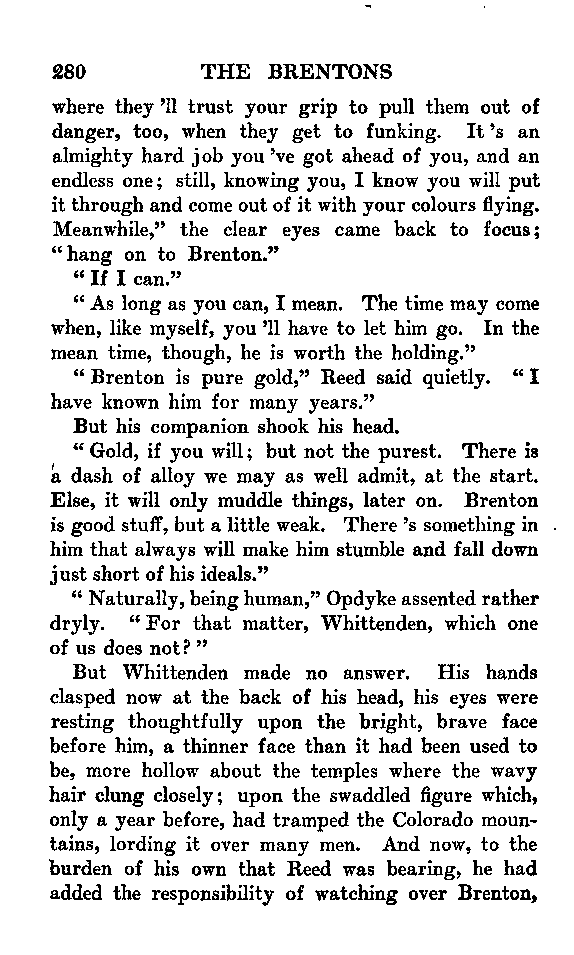 280 THE BRENTONS
where they 'll trust your grip to pull them out of
danger, too, when they get to funking. It 's an
almighty hard job you 've got ahead of you, and an
endless one; still, knowing you, I know you will put
it through and come out of it with your colours flying.
Meanwhile,” the clear eyes came back to focus;
“ hang on to Brenton.”
“ If I can.”
“ As long as you can, I mean. The time may come
when, like myself, you 'll have to let him go. In the
mean time, though, he is worth the holding.”
“ Brenton is pure gold,” Reed said quietly. “ I
have known him for many years.”
But his companion shook his head.
“ Gold, if you will; but not the purest. There is
a dash of alloy we may as well admit, at the start.
Else, it will only muddle things, later on. Brenton
is good stuff, but a little weak. There 's something in
him that always will make him stumble and fall down
just short of his ideals.”
“ Naturally, being human,” Opdyke assented rather
dryly. “ For that matter, Whittenden, which one
of us does not? ”
But Whittenden made no answer. His hands
clasped now at the back of his head, his eyes were
resting thoughtfully upon the bright, brave face
before him, a thinner face than it had been used to
be, more hollow about the temples where the wavy
hair clung closely; upon the swaddled figure which,
only a year before, had tramped the Colorado moun-
tains, lording it over many men. And now, to the
burden of his own that Reed was bearing, he had
added the responsibility of watching over Brenton,